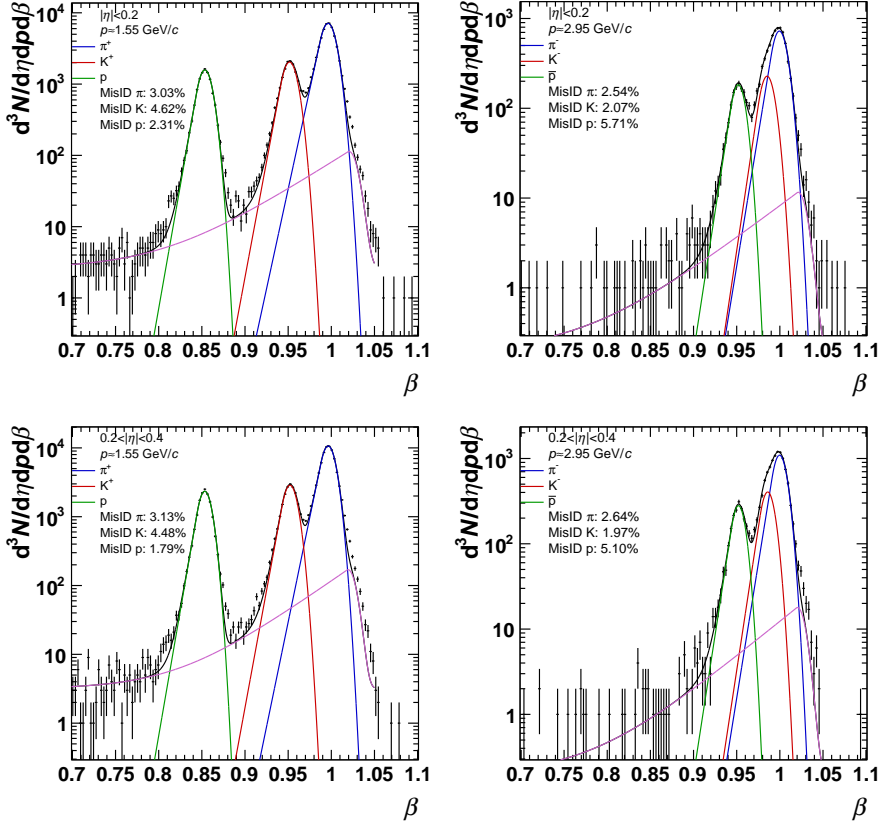 |η|<0.2
p≈1.55 GeV/c
π⁺
K⁺
p
MisID π: 3.03%
MisID K: 4.62%
MisID p: 2.31%
d³N/dηdpdβ
10⁴
10³
10²
10
1
0.7 0.8 0.85 0.9 0.95 1 1.05 1.1
β
|η|<0.2
p≈2.95 GeV/c
π⁻
K⁻
p̅
MisID π: 2.54%
MisID K: 2.07%
MisID p: 5.71%
d³N/dηdpdβ
10³
10²
10
1
0.7 0.75 0.8 0.85 0.9 0.95 1 1.05 1.1
β
0.2<|η|<0.4
p≈1.55 GeV/c
π⁺
K⁺
p
MisID π: 3.13%
MisID K: 4.48%
MisID p: 1.79%
d³N/dηdpdβ
10⁴
10³
10²
10
1
0.7 0.75 0.8 0.85 0.9 0.95 1 1.05 1.1
β
0.2<|η|<0.4
p≈2.95 GeV/c
π⁻
K⁻
p̅
MisID π: 2.64%
MisID K: 1.97%
MisID p: 5.10%
d³N/dηdpdβ
10³
10²
10
1
0.7 0.75 0.8 0.85 0.9 0.95 1 1.05 1.1
β